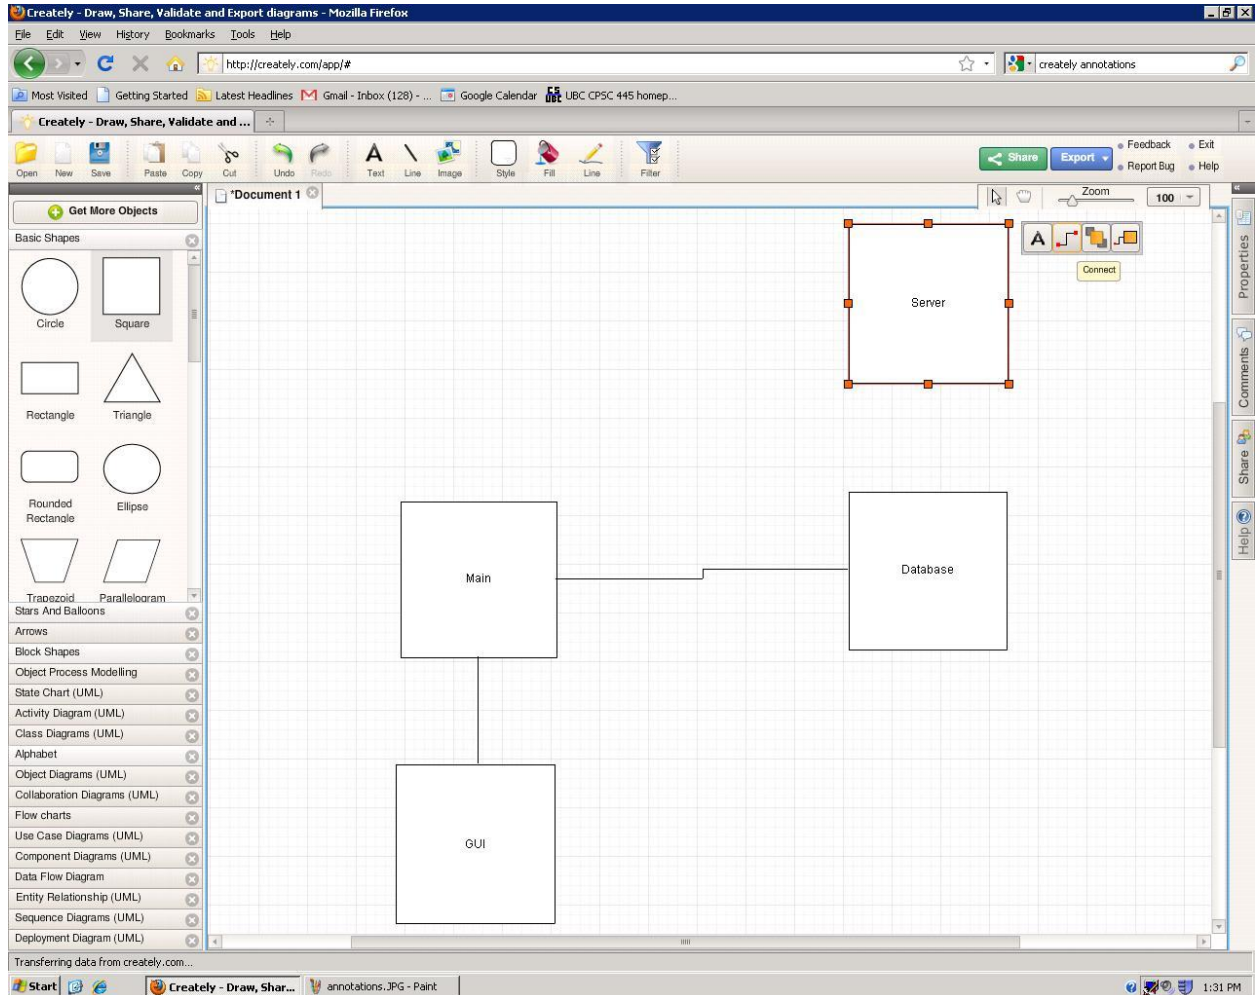 Creately - Draw, Share, Validate and Export diagrams - Mozilla Firefox
File Edit View History Bookmarks Tools Help
http://creately.com/app/#
creately annotations
Most Visited Getting Started Latest Headlines Gmail - Inbox (128) - ... Google Calendar UBC CPSC 445 homep...
Creately - Draw, Share, Validate and ...
Open New Save Paste Copy Cut Undo Redo Text Line Image Style Fill Line Filter
Share Export Feedback Exit
Report Bug Help
*Document 1
Zoom 100
Get More Objects
Basic Shapes
Circle Square
Rectangle Triangle
Rounded Rectangle Ellipse
Trapezoid Parallelogram
Stars And Balloons
Arrows
Block Shapes
Object Process Modelling
State Chart (UML)
Activity Diagram (UML)
Class Diagrams (UML)
Alphabet
Object Diagrams (UML)
Collaboration Diagrams (UML)
Flow charts
Use Case Diagrams (UML)
Component Diagrams (UML)
Data Flow Diagram
Entity Relationship (UML)
Sequence Diagrams (UML)
Deployment Diagram (UML)
A
Connect
Server
Main
Database
GUI
Properties
Comments
Share
Help
Transferring data from creately.com...
Start Creately - Draw, Shar... annotations.JPG - Paint 1:31 PM